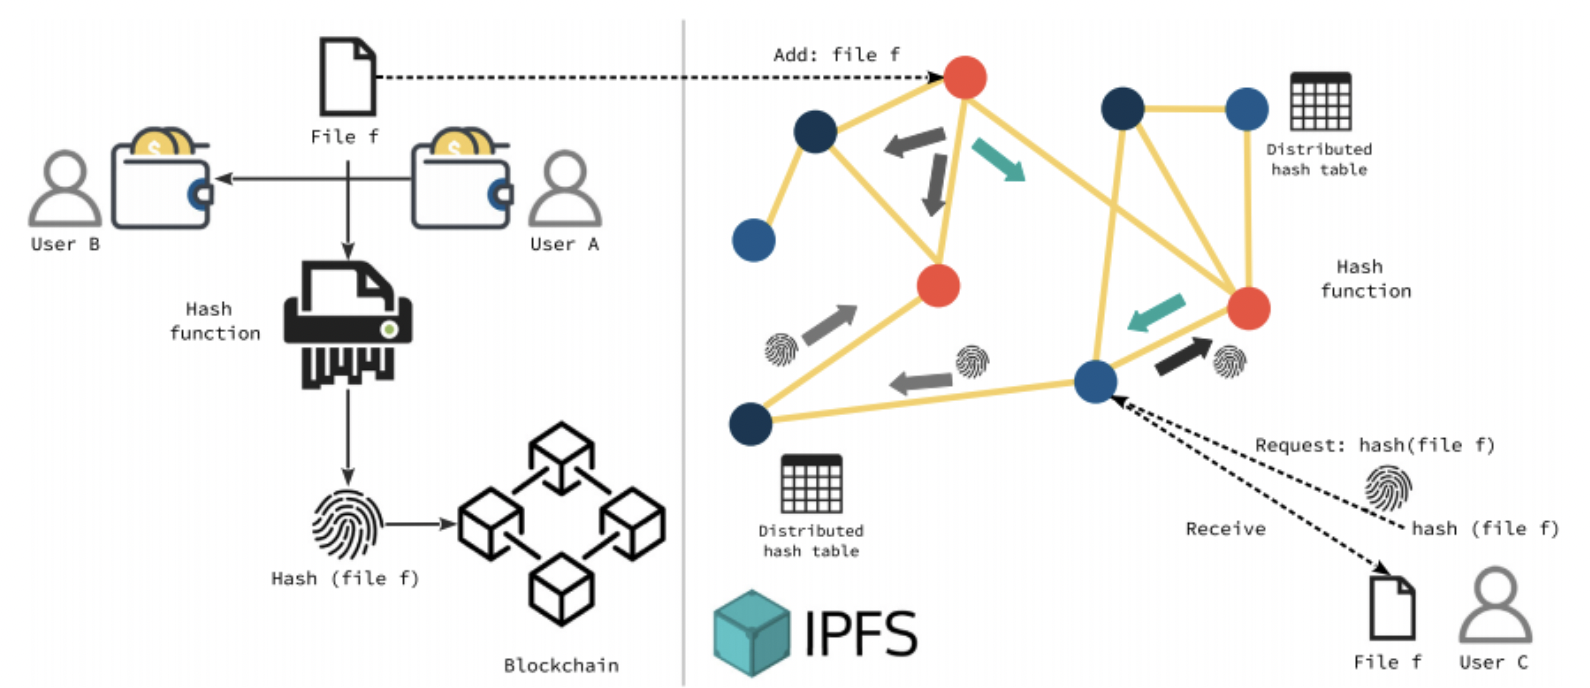 File f
User B
User A
Hash
function
Hash (file f)
Blockchain
Add: file f
Distributed
hash table
Hash
function
Distributed
hash table
Request: hash(file f)
Receive
hash (file f)
File f
User C
IPFS